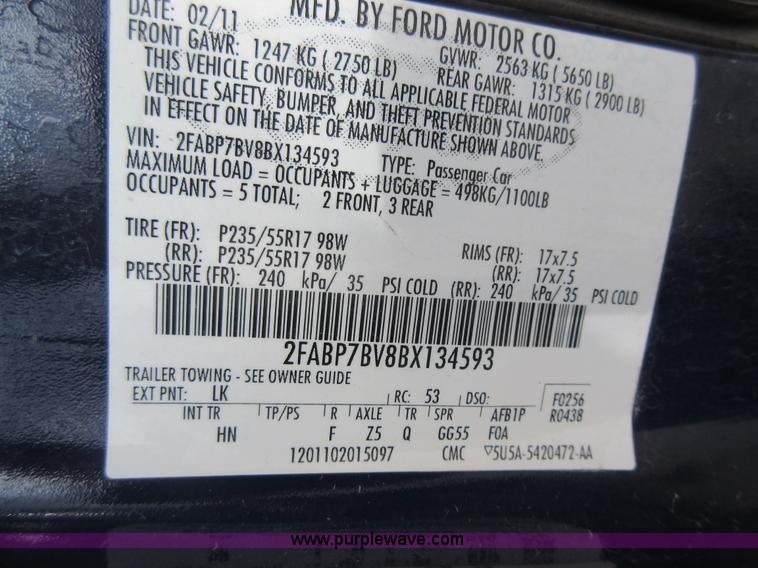 DATE: 02/11 MFD. BY FORD MOTOR CO.
FRONT GAWR: 1247 KG ( 2750 LB) GVWR: 2563 KG ( 5650 LB)
REAR GAWR: 1315 KG ( 2900 LB)
THIS VEHICLE CONFORMS TO ALL APPLICABLE FEDERAL MOTOR
VEHICLE SAFETY, BUMPER, AND THEFT PREVENTION STANDARDS
IN EFFECT ON THE DATE OF MANUFACTURE SHOWN ABOVE.
VIN: 2FABP7BV8BX134593 TYPE: Passenger Car
MAXIMUM LOAD = OCCUPANTS + LUGGAGE = 498KG/1100LB
OCCUPANTS = 5 TOTAL; 2 FRONT, 3 REAR
TIRE (FR): P235/55R17 98W RIMS (FR): 17x7.5
(RR): P235/55R17 98W (RR): 17x7.5
PRESSURE (FR): 240 kPa/ 35 PSI COLD (RR): 240 kPa/ 35 PSI COLD
2FABP7BV8BX134593
TRAILER TOWING - SEE OWNER GUIDE
EXT PNT: LK RC: 53 DSO: F0256
INT TR TP/PS R AXLE TR SPR AFB1P R0438
HN F Z5 Q GG55 F0A
1201102015097 CMC ▽5U5A-5420472-AA
www.purplewave.com